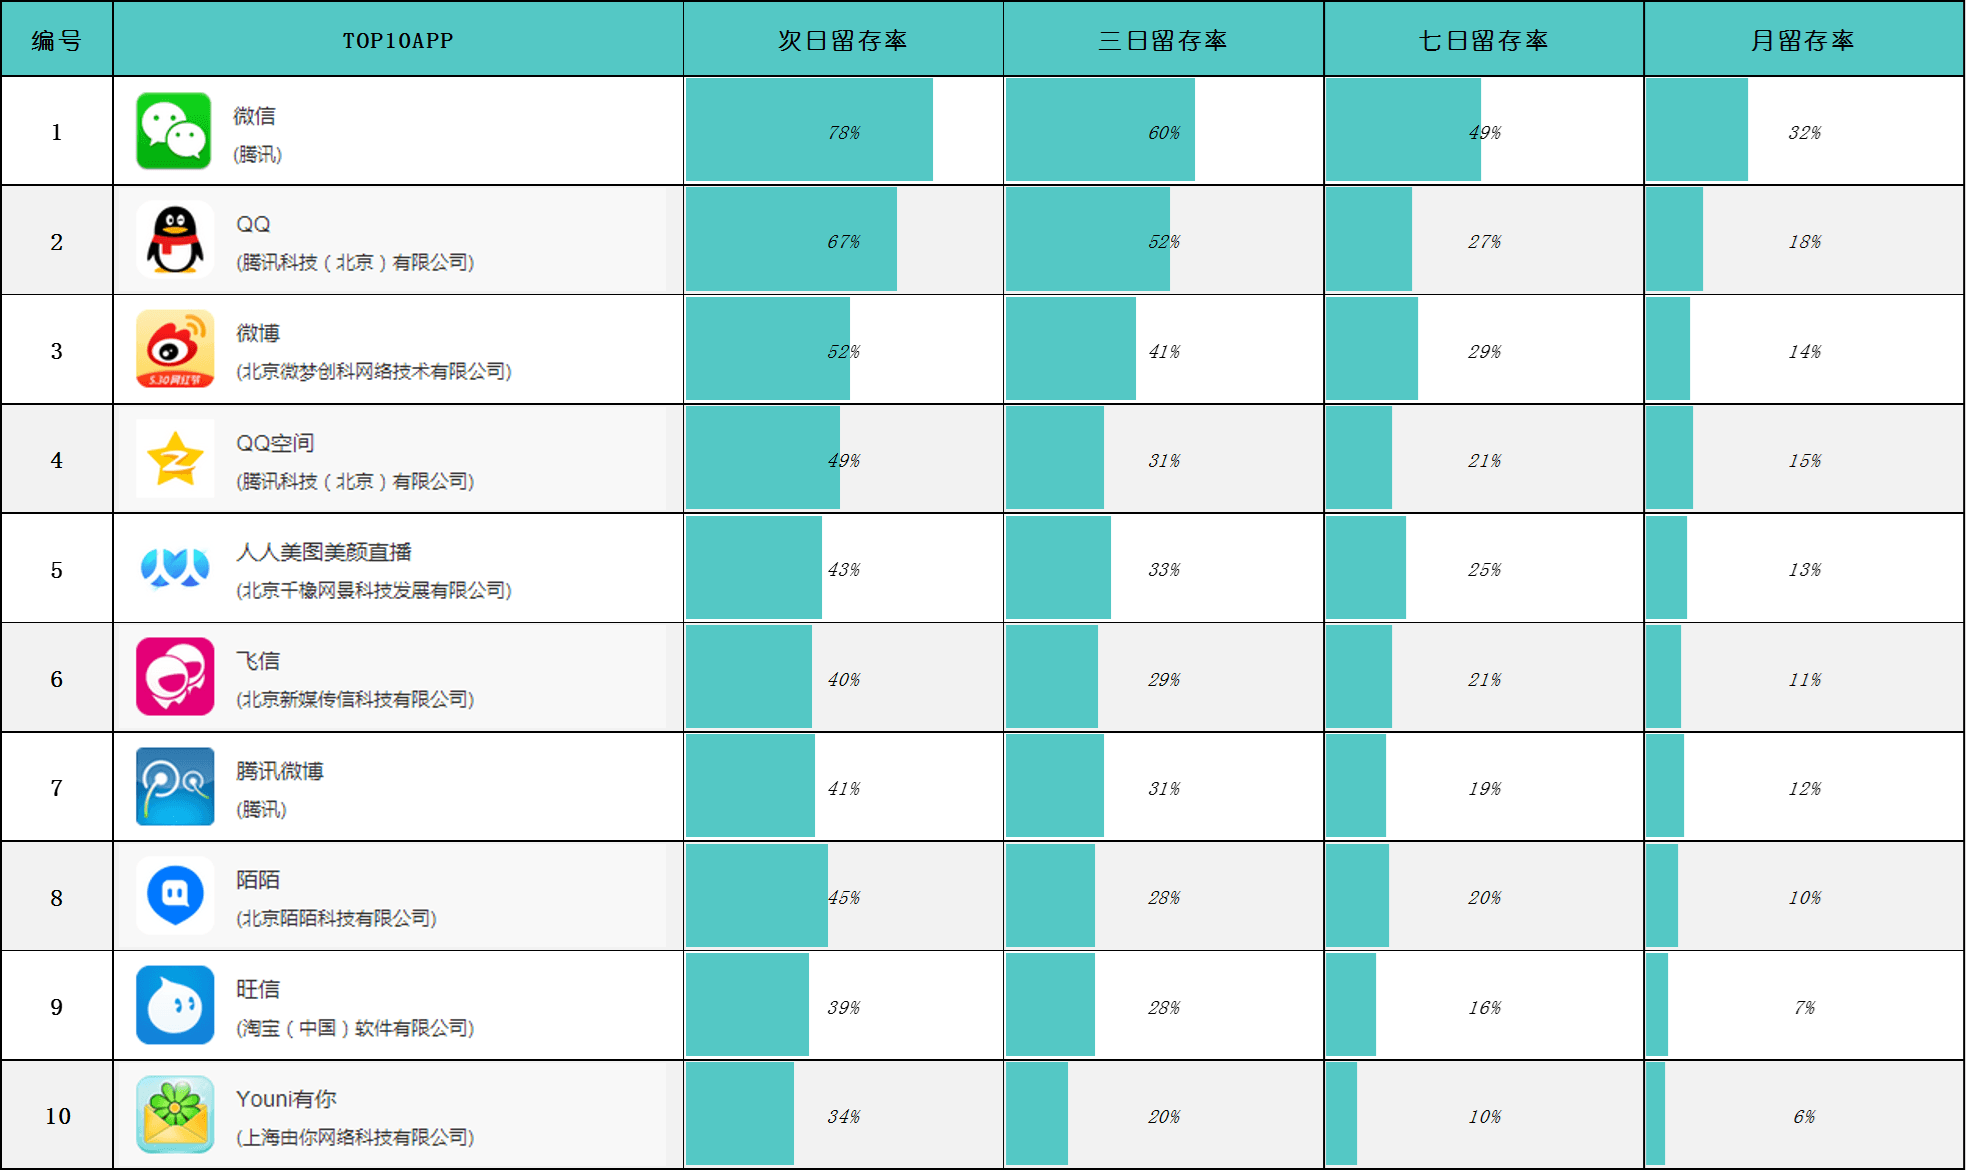 编号 TOP10APP 次日留存率 三日留存率 七日留存率 月留存率
1 微信 78% 60% 49% 32%
(腾讯)
2 QQ 67% 52% 27% 18%
(腾讯科技（北京）有限公司)
3 微博 52% 41% 29% 14%
(北京微梦创科网络技术有限公司)
5.30网红节
4 QQ空间 49% 31% 21% 15%
(腾讯科技（北京）有限公司)
5 人人美图美颜直播 43% 33% 25% 13%
(北京千橡网景科技发展有限公司)
6 飞信 40% 29% 21% 11%
(北京新媒传信科技有限公司)
7 腾讯微博 41% 31% 19% 12%
(腾讯)
8 陌陌 45% 28% 20% 10%
(北京陌陌科技有限公司)
9 旺信 39% 28% 16% 7%
(淘宝（中国）软件有限公司)
10 Youni有你 34% 20% 10% 6%
(上海由你网络科技有限公司)